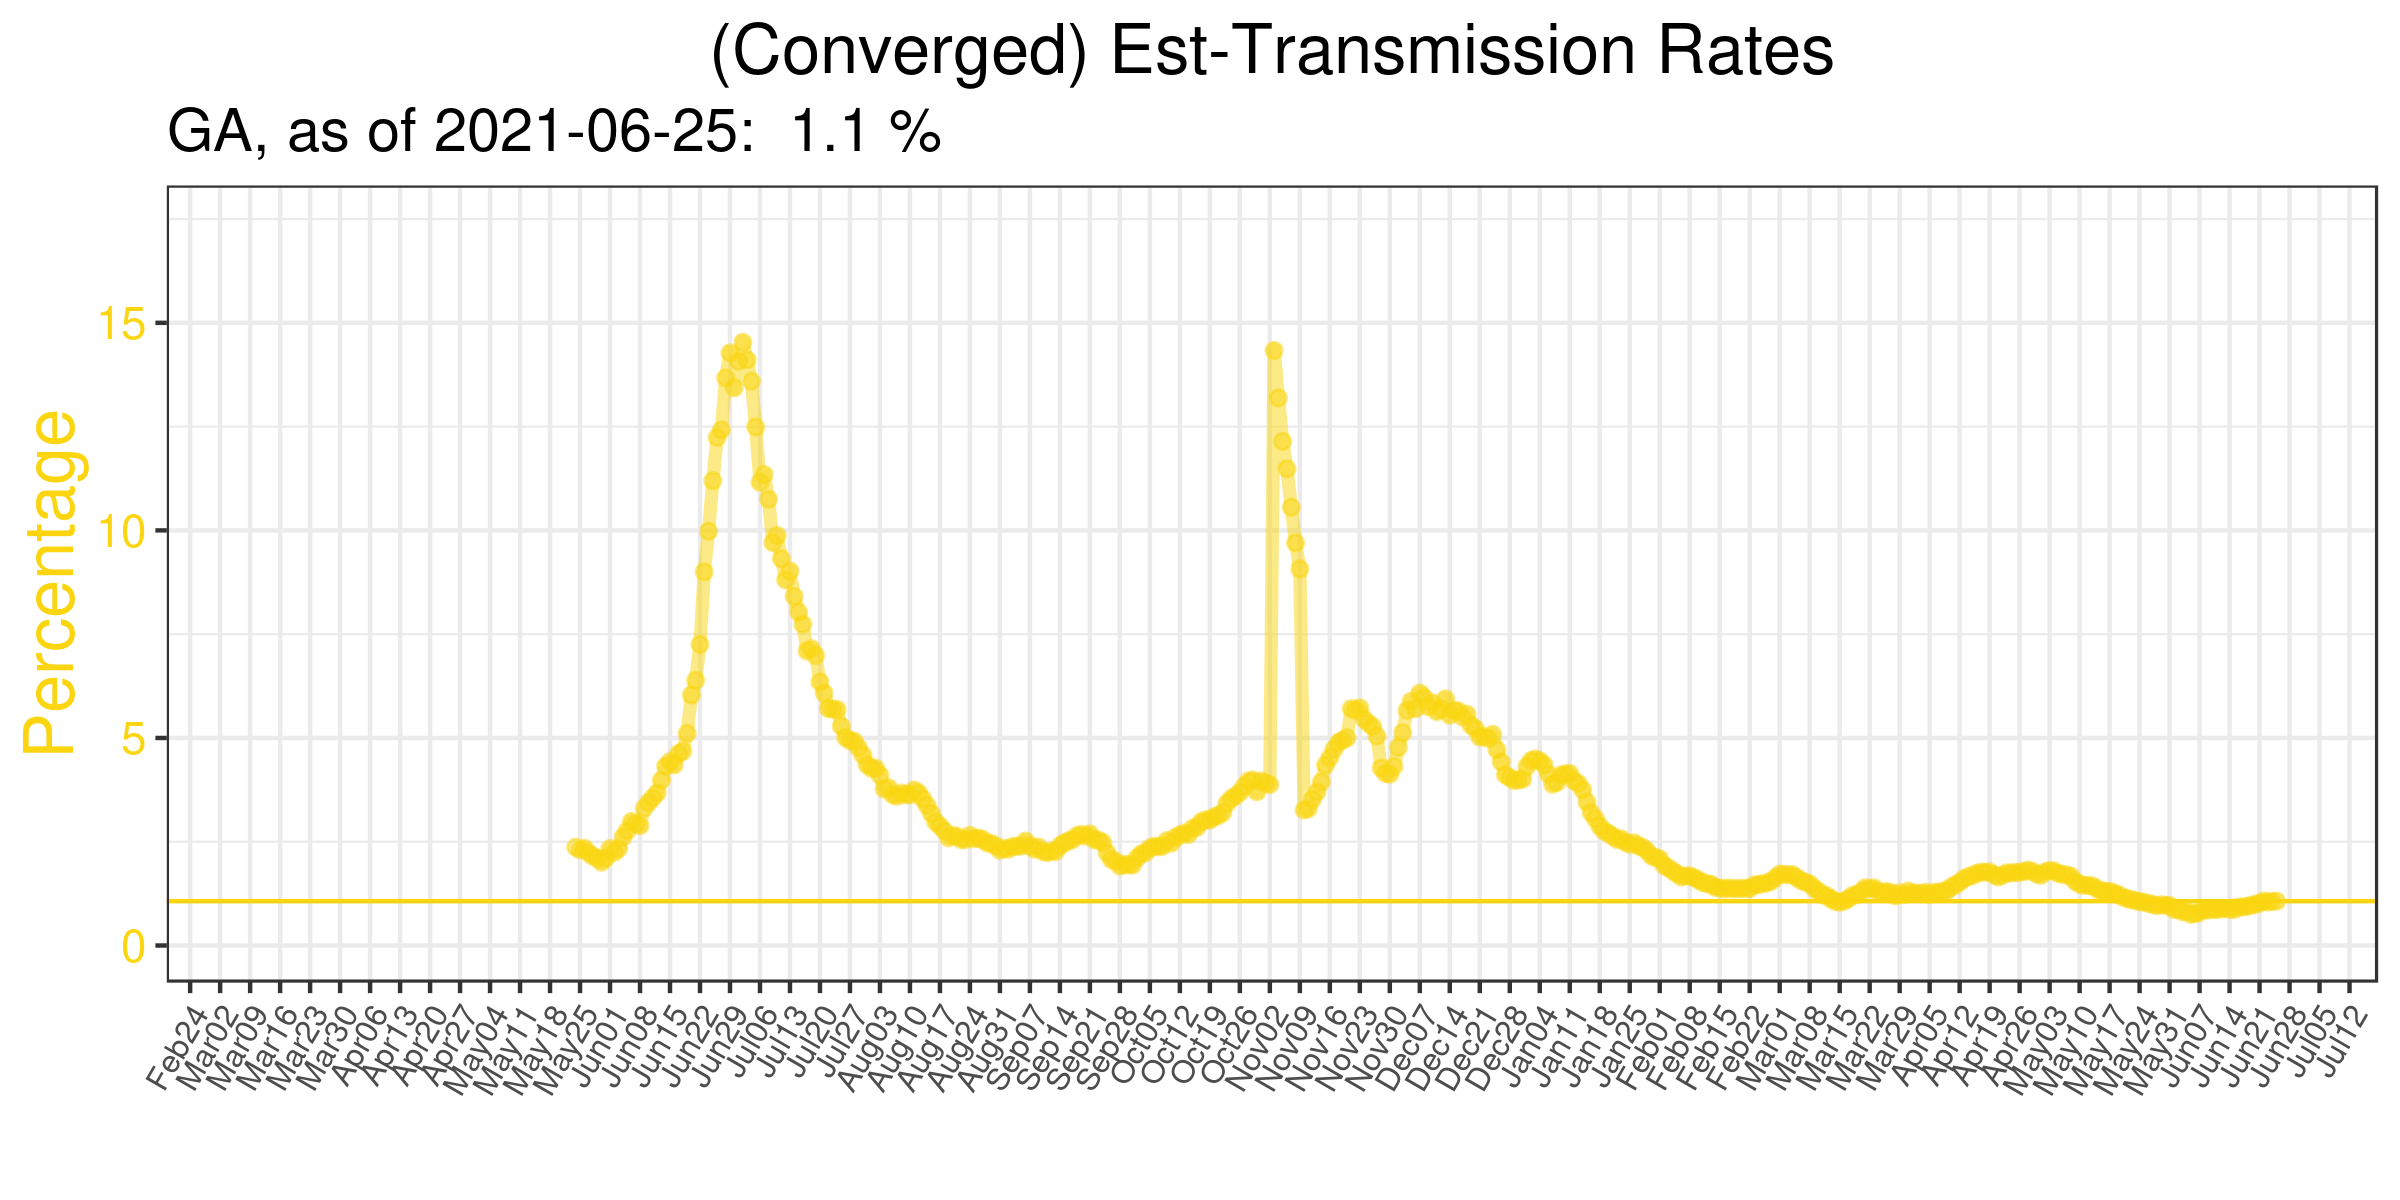 (Converged) Est-Transmission Rates
GA, as of 2021-06-25:  1.1 %
Percentage
15
10
5
0
Feb24
Mar02
Mar09
Mar16
Mar23
Mar30
Apr06
Apr13
Apr20
Apr27
May04
May11
May18
May25
Jun01
Jun08
Jun15
Jun22
Jun29
Jul06
Jul13
Jul20
Jul27
Aug03
Aug10
Aug17
Aug24
Aug31
Sep07
Sep14
Sep21
Sep28
Oct05
Oct12
Oct19
Oct26
Nov02
Nov09
Nov16
Nov23
Nov30
Dec07
Dec14
Dec21
Dec28
Jan04
Jan11
Jan18
Jan25
Feb01
Feb08
Feb15
Feb22
Mar01
Mar08
Mar15
Mar22
Mar29
Apr05
Apr12
Apr19
Apr26
May03
May10
May17
May24
May31
Jun07
Jun14
Jun21
Jun28
Jul05
Jul12